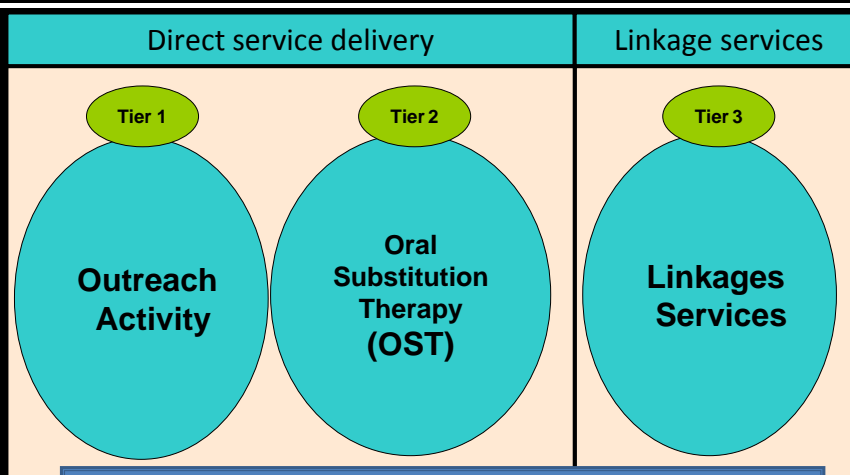 Direct service delivery
Linkage services
Tier 1
Tier 2
Tier 3
Outreach
Activity
Oral
Substitution
Therapy
(OST)
Linkages
Services